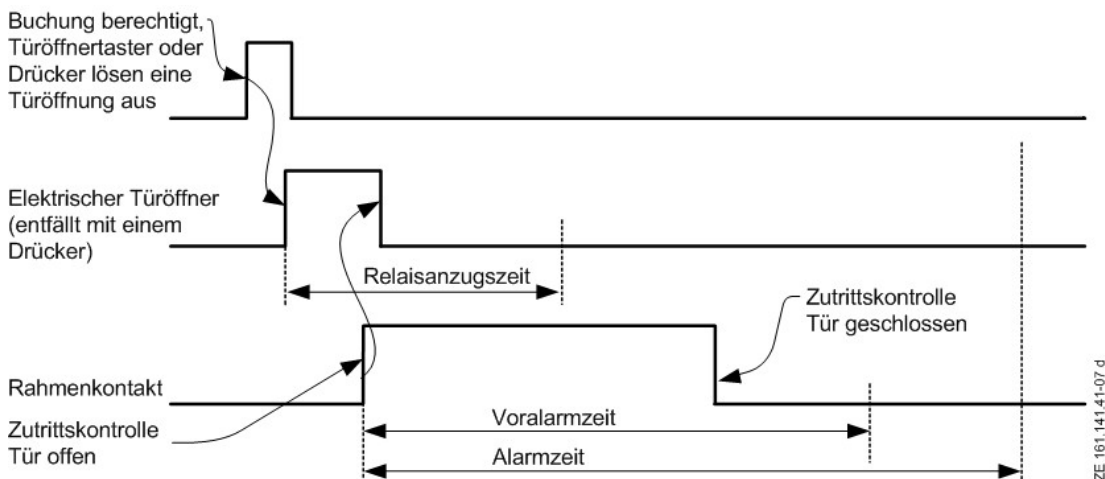 Buchung berechtigt,
Türöffnertaster oder
Drücker lösen eine
Türöffnung aus
Elektrischer Türöffner
(entfällt mit einem
Drücker)
Relaisanzugszeit
Zutrittskontrolle
Tür geschlossen
Rahmenkontakt
Zutrittskontrolle
Tür offen
Voralarmzeit
Alarmzeit
ZE 161.141.41-07 d